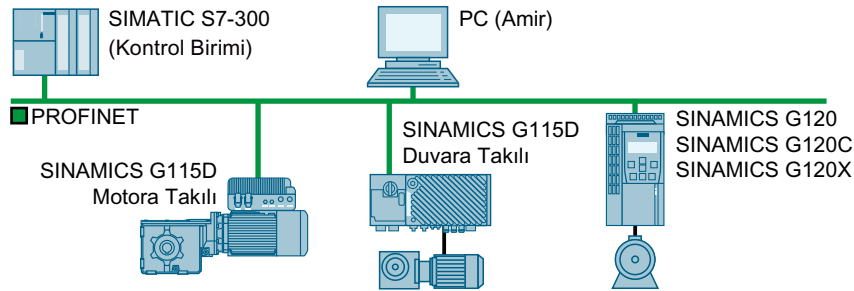 SIMATIC S7-300
(Kontrol Birimi)
PC (Amir)
PROFINET
SINAMICS G115D
Motora Takılı
SINAMICS G115D
Duvara Takılı
SINAMICS G120
SINAMICS G120C
SINAMICS G120X